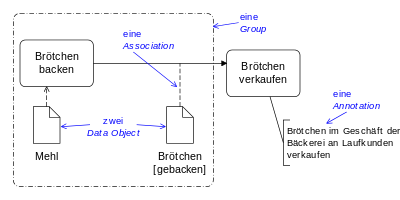 eine
Group
eine
Association
Brötchen
backen
Brötchen
verkaufen
zwei
Data Object
eine
Annotation
Mehl
Brötchen
[gebacken]
Brötchen im Geschäft der
Bäckerei an Laufkunden
verkaufen